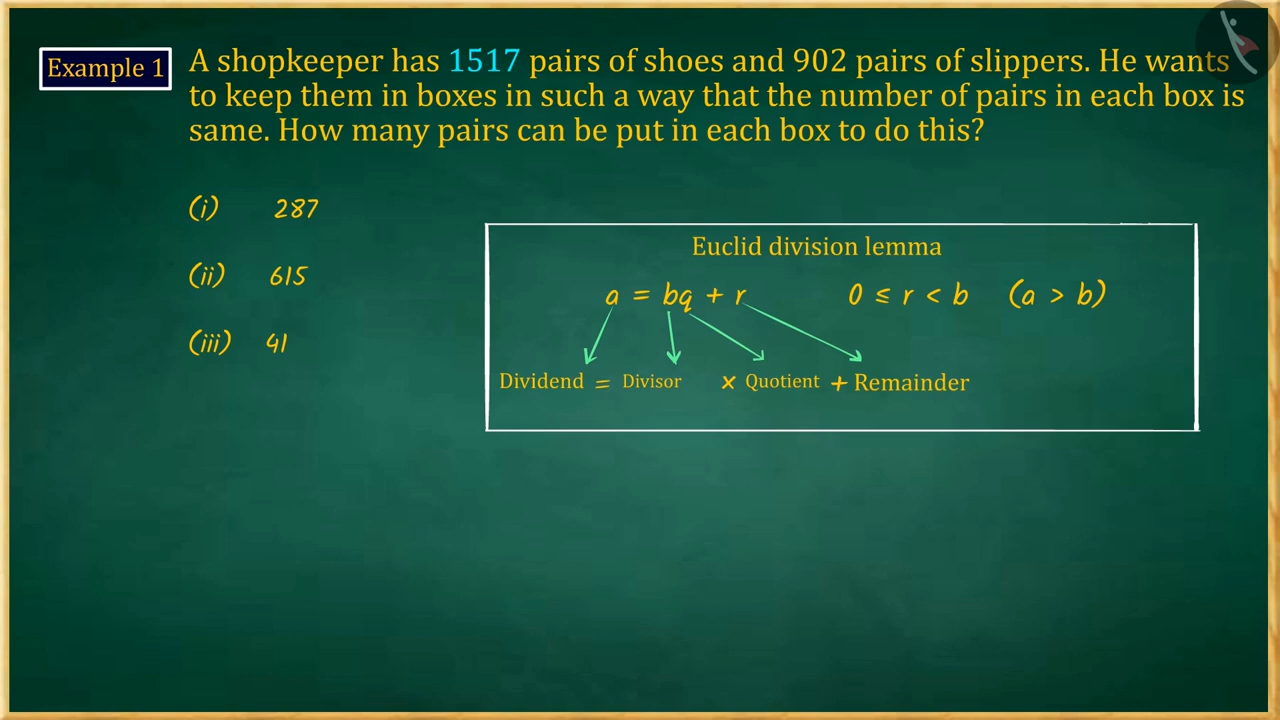 Example 1
A shopkeeper has 1517 pairs of shoes and 902 pairs of slippers. He wants
to keep them in boxes in such a way that the number of pairs in each box is
same. How many pairs can be put in each box to do this?
(i) 287
(ii) 615
(iii) 41
Euclid division lemma
a = bq + r 0 ≤ r < b (a > b)
Dividend = Divisor × Quotient + Remainder